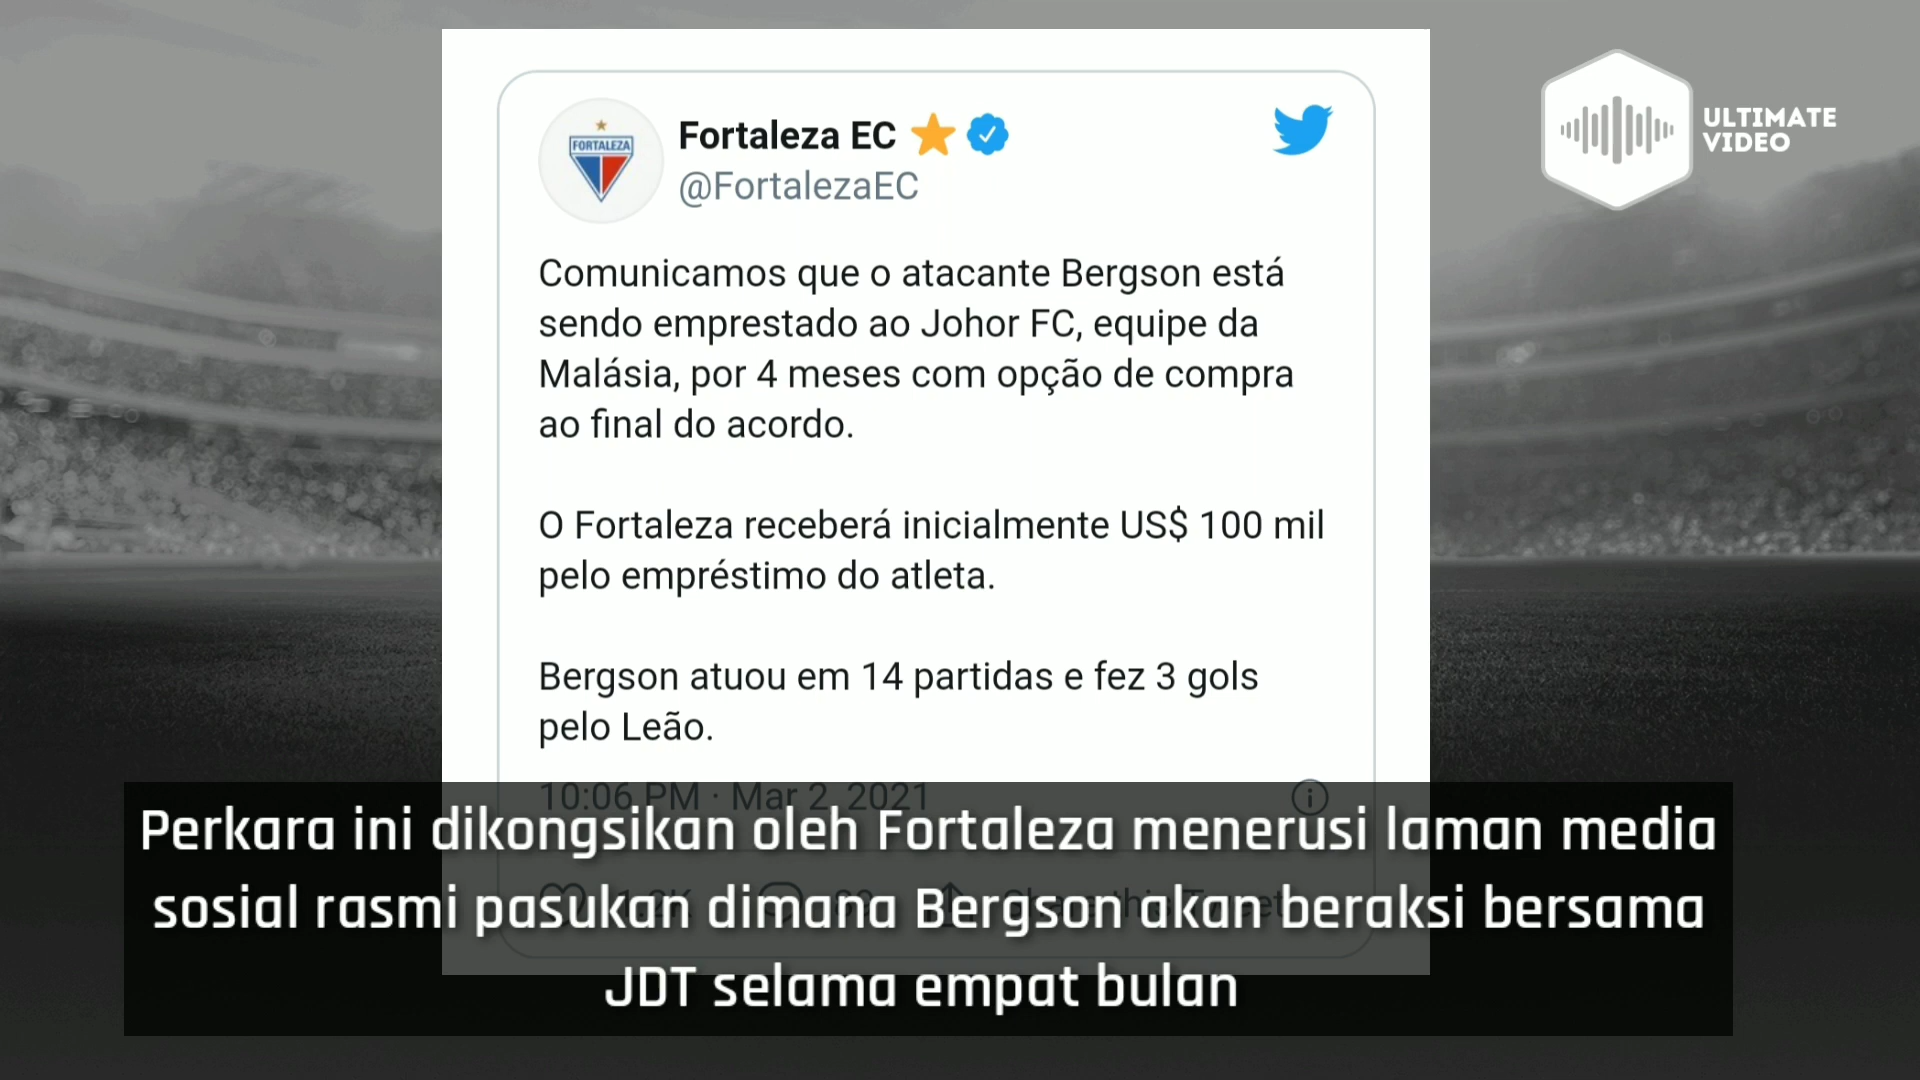 FORTALEZA
Fortaleza EC
@FortalezaEC
ULTIMATE
VIDEO
Comunicamos que o atacante Bergson está
sendo emprestado ao Johor FC, equipe da
Malásia, por 4 meses com opção de compra
ao final do acordo.
O Fortaleza receberá inicialmente US$ 100 mil
pelo empréstimo do atleta.
Bergson atuou em 14 partidas e fez 3 gols
pelo Leão.
10:06 PM · Mar 2, 2021
Perkara ini dikongsikan oleh Fortaleza menerusi laman media
sosial rasmi pasukan dimana Bergson akan beraksi bersama
JDT selama empat bulan